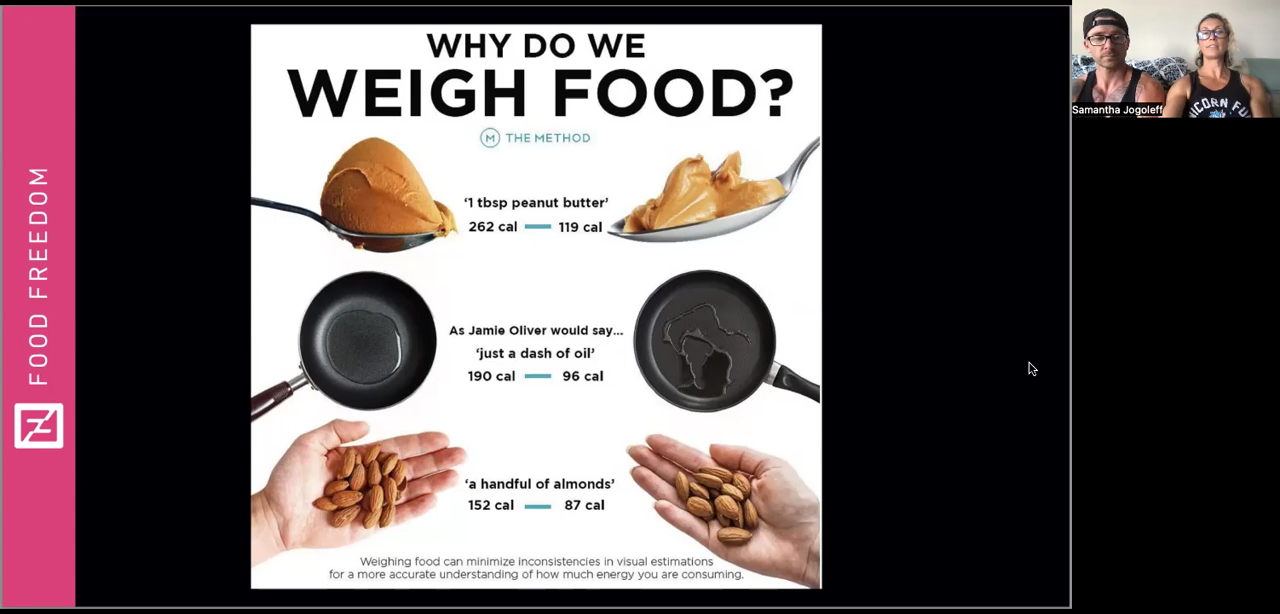 WHY DO WE
WEIGH FOOD?
M THE METHOD
‘1 tbsp peanut butter’
262 cal — 119 cal
As Jamie Oliver would say...
‘just a dash of oil’
190 cal — 96 cal
‘a handful of almonds’
152 cal — 87 cal
Weighing food can minimize inconsistencies in visual estimations
for a more accurate understanding of how much energy you are consuming.
FOOD FREEDOM
Samantha Jogoleff